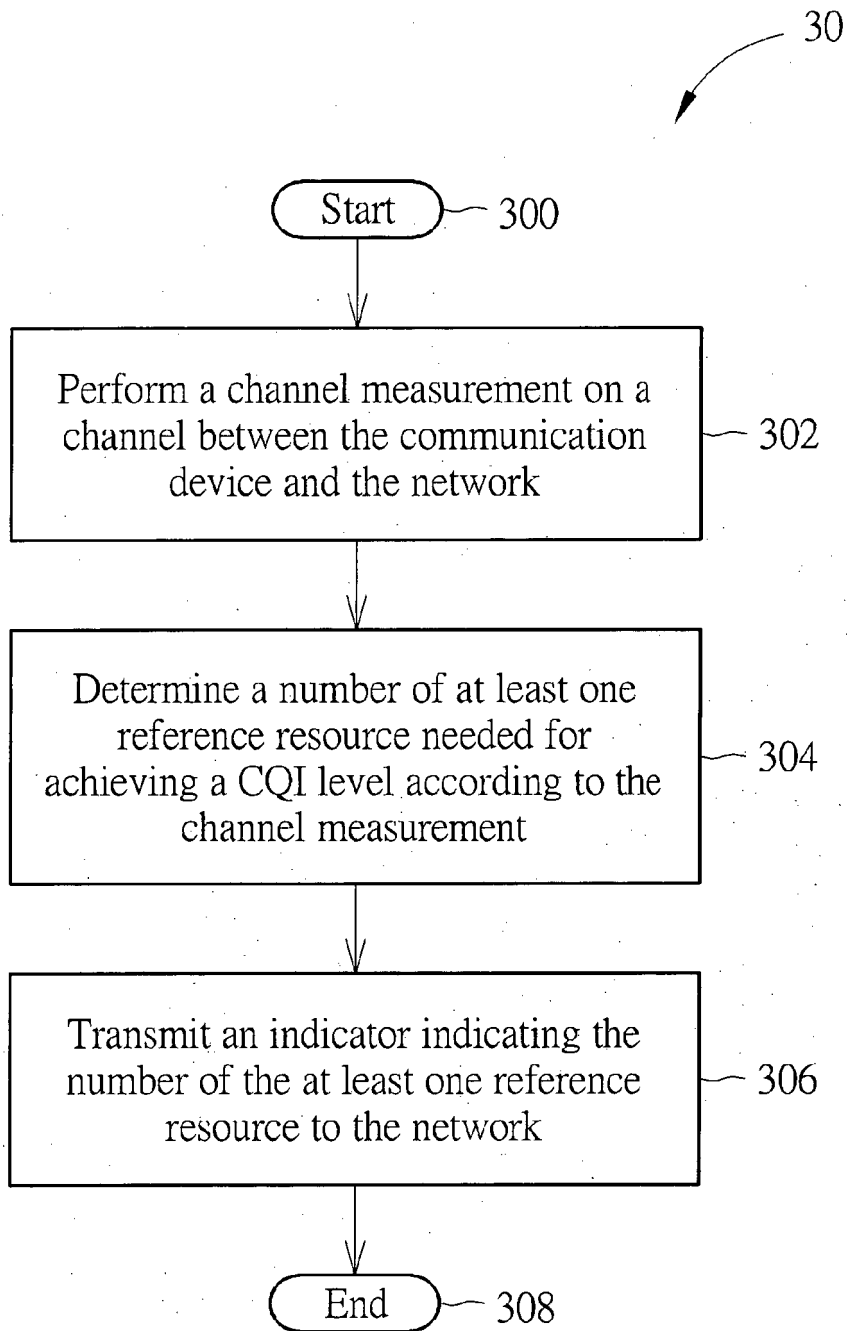 30
Start
300
Perform a channel measurement on a
channel between the communication
device and the network
302
Determine a number of at least one
reference resource needed for
achieving a CQI level according to the
channel measurement
304
Transmit an indicator indicating the
number of the at least one reference
resource to the network
306
End
308